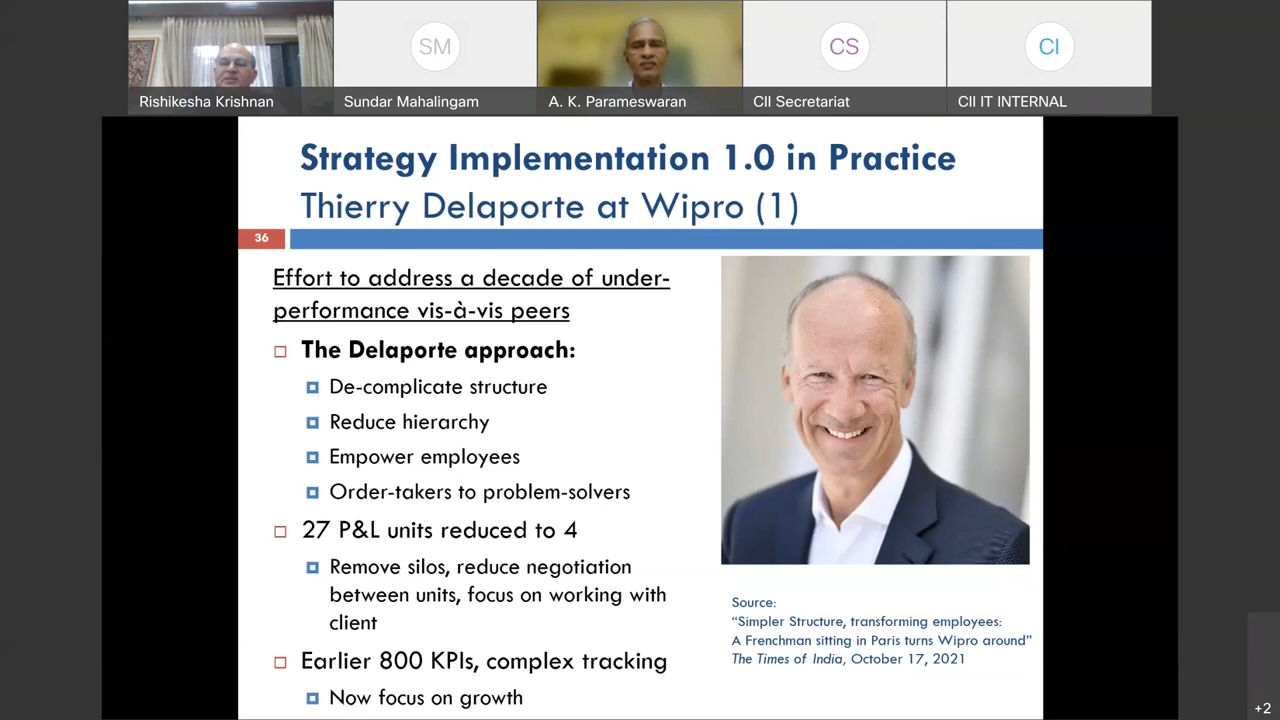 SM
CS
CI
Rishikesha Krishnan
Sundar Mahalingam
A. K. Parameswaran
CII Secretariat
CII IT INTERNAL
Strategy Implementation 1.0 in Practice
Thierry Delaporte at Wipro (1)
36
Effort to address a decade of under-
performance vis-à-vis peers
The Delaporte approach:
De-complicate structure
Reduce hierarchy
Empower employees
Order-takers to problem-solvers
27 P&L units reduced to 4
Remove silos, reduce negotiation
between units, focus on working with
client
Earlier 800 KPIs, complex tracking
Now focus on growth
Source:
“Simpler Structure, transforming employees:
A Frenchman sitting in Paris turns Wipro around”
The Times of India, October 17, 2021
+2